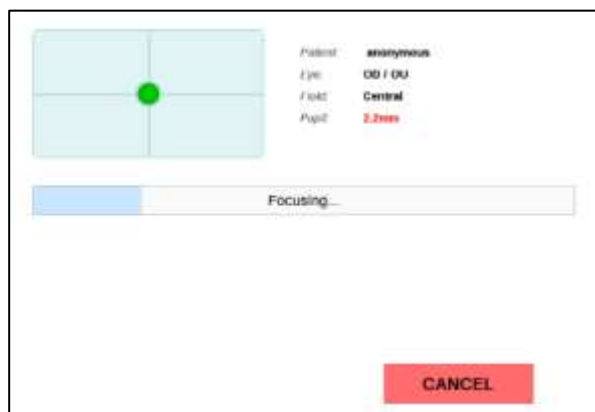 Patient: anonymous
Eye: OD / OU
Field: Central
Pupil: 2.2mm
Focusing...
CANCEL